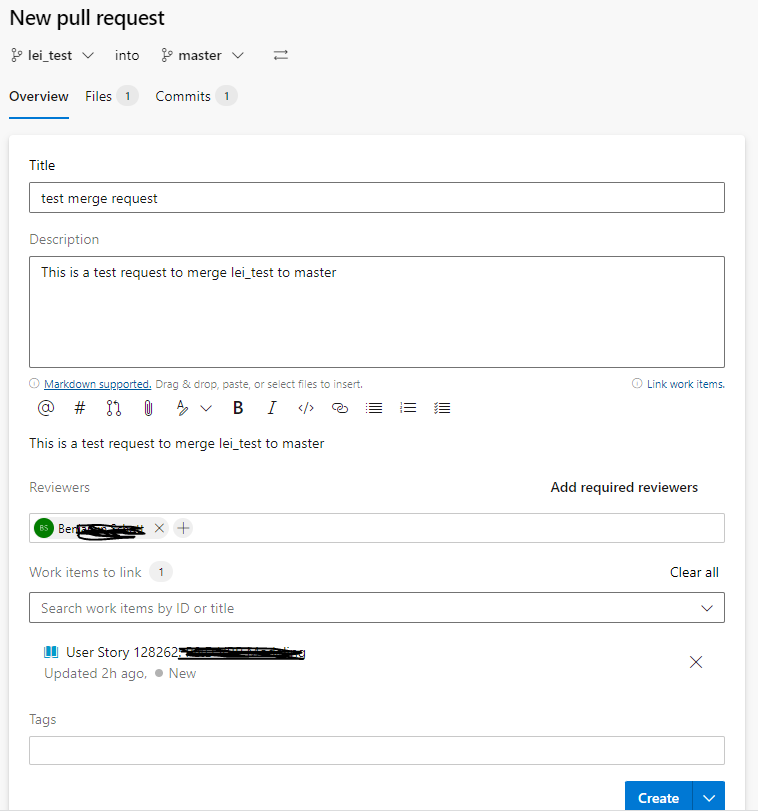 New pull request
lei_test into master
Overview Files 1 Commits 1
Title
test merge request
Description
This is a test request to merge lei_test to master
Markdown supported. Drag & drop, paste, or select files to insert.
Link work items.
@ # B I </>
This is a test request to merge lei_test to master
Reviewers
Add required reviewers
BS
Work items to link 1
Clear all
Search work items by ID or title
User Story 128262:
Updated 2h ago, New
Tags
Create